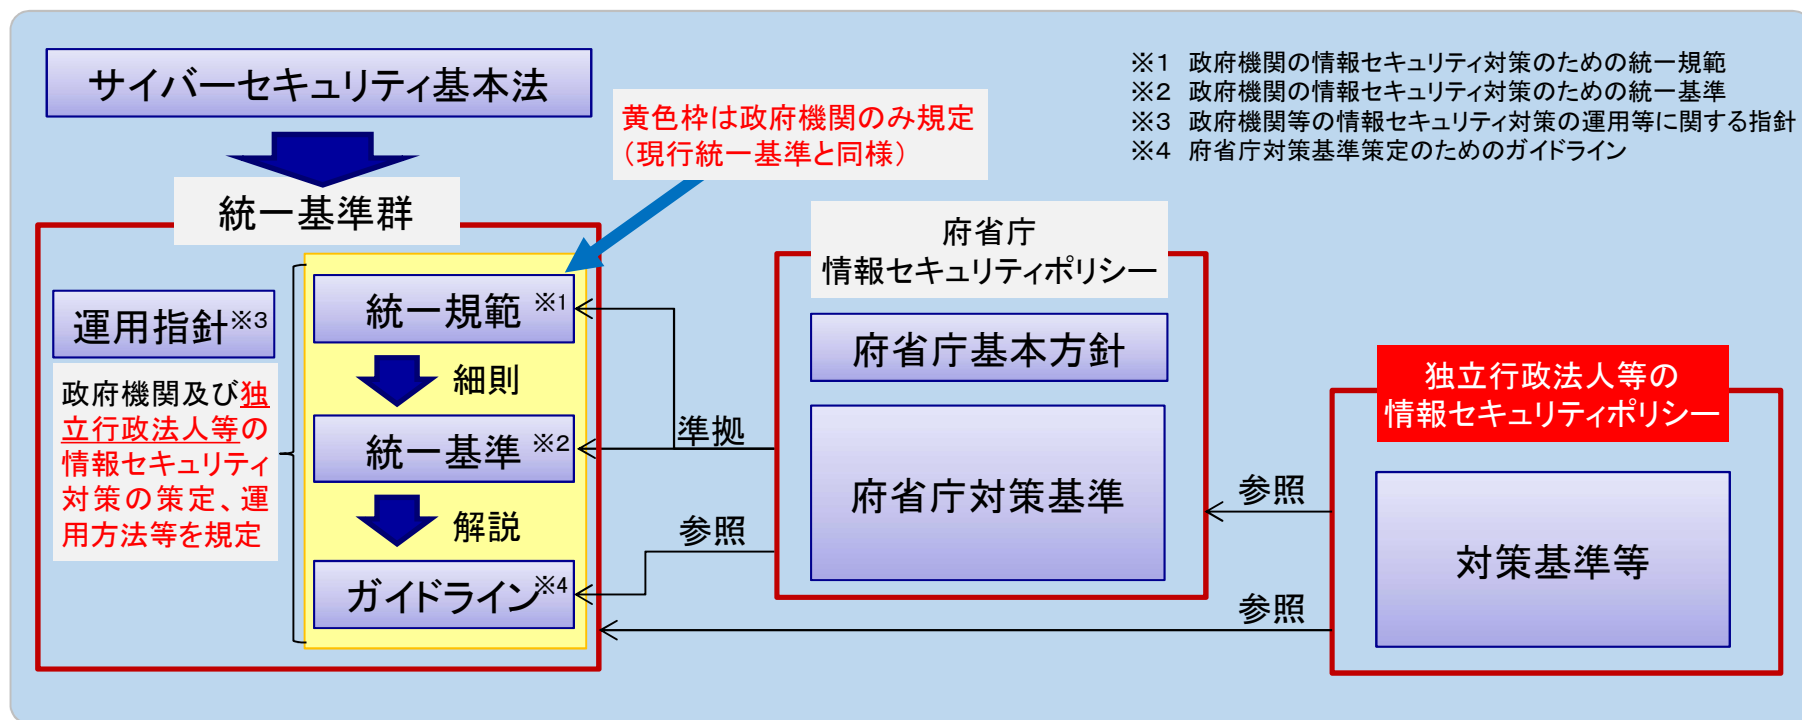 サイバーセキュリティ基本法
※1 政府機関の情報セキュリティ対策のための統一規範
※2 政府機関の情報セキュリティ対策のための統一基準
※3 政府機関等の情報セキュリティ対策の運用等に関する指針
※4 府省庁対策基準策定のためのガイドライン
黄色枠は政府機関のみ規定
（現行統一基準と同様）
統一基準群
運用指針※3
政府機関及び独
立行政法人等の
情報セキュリティ
対策の策定、運
用方法等を規定
統一規範 ※1
細則
統一基準 ※2
解説
ガイドライン※4
準拠
参照
府省庁
情報セキュリティポリシー
府省庁基本方針
府省庁対策基準
参照
参照
独立行政法人等の
情報セキュリティポリシー
対策基準等